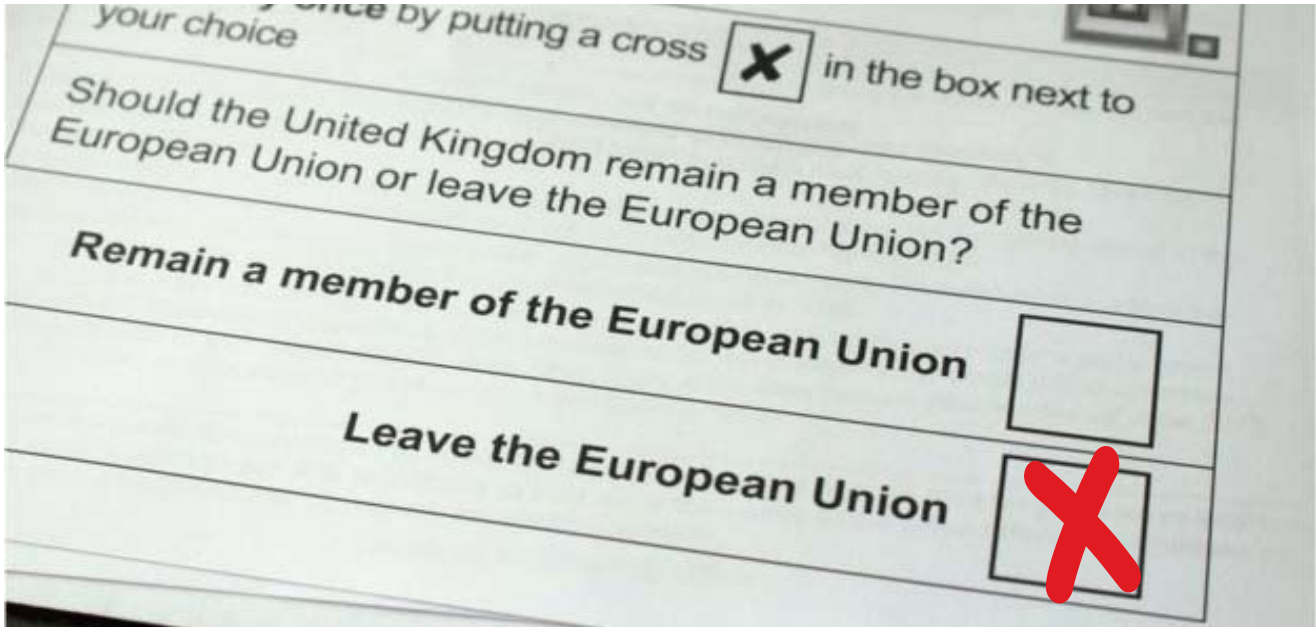 once by putting a cross in the box next to
your choice
Should the United Kingdom remain a member of the
European Union or leave the European Union?
Remain a member of the European Union
Leave the European Union